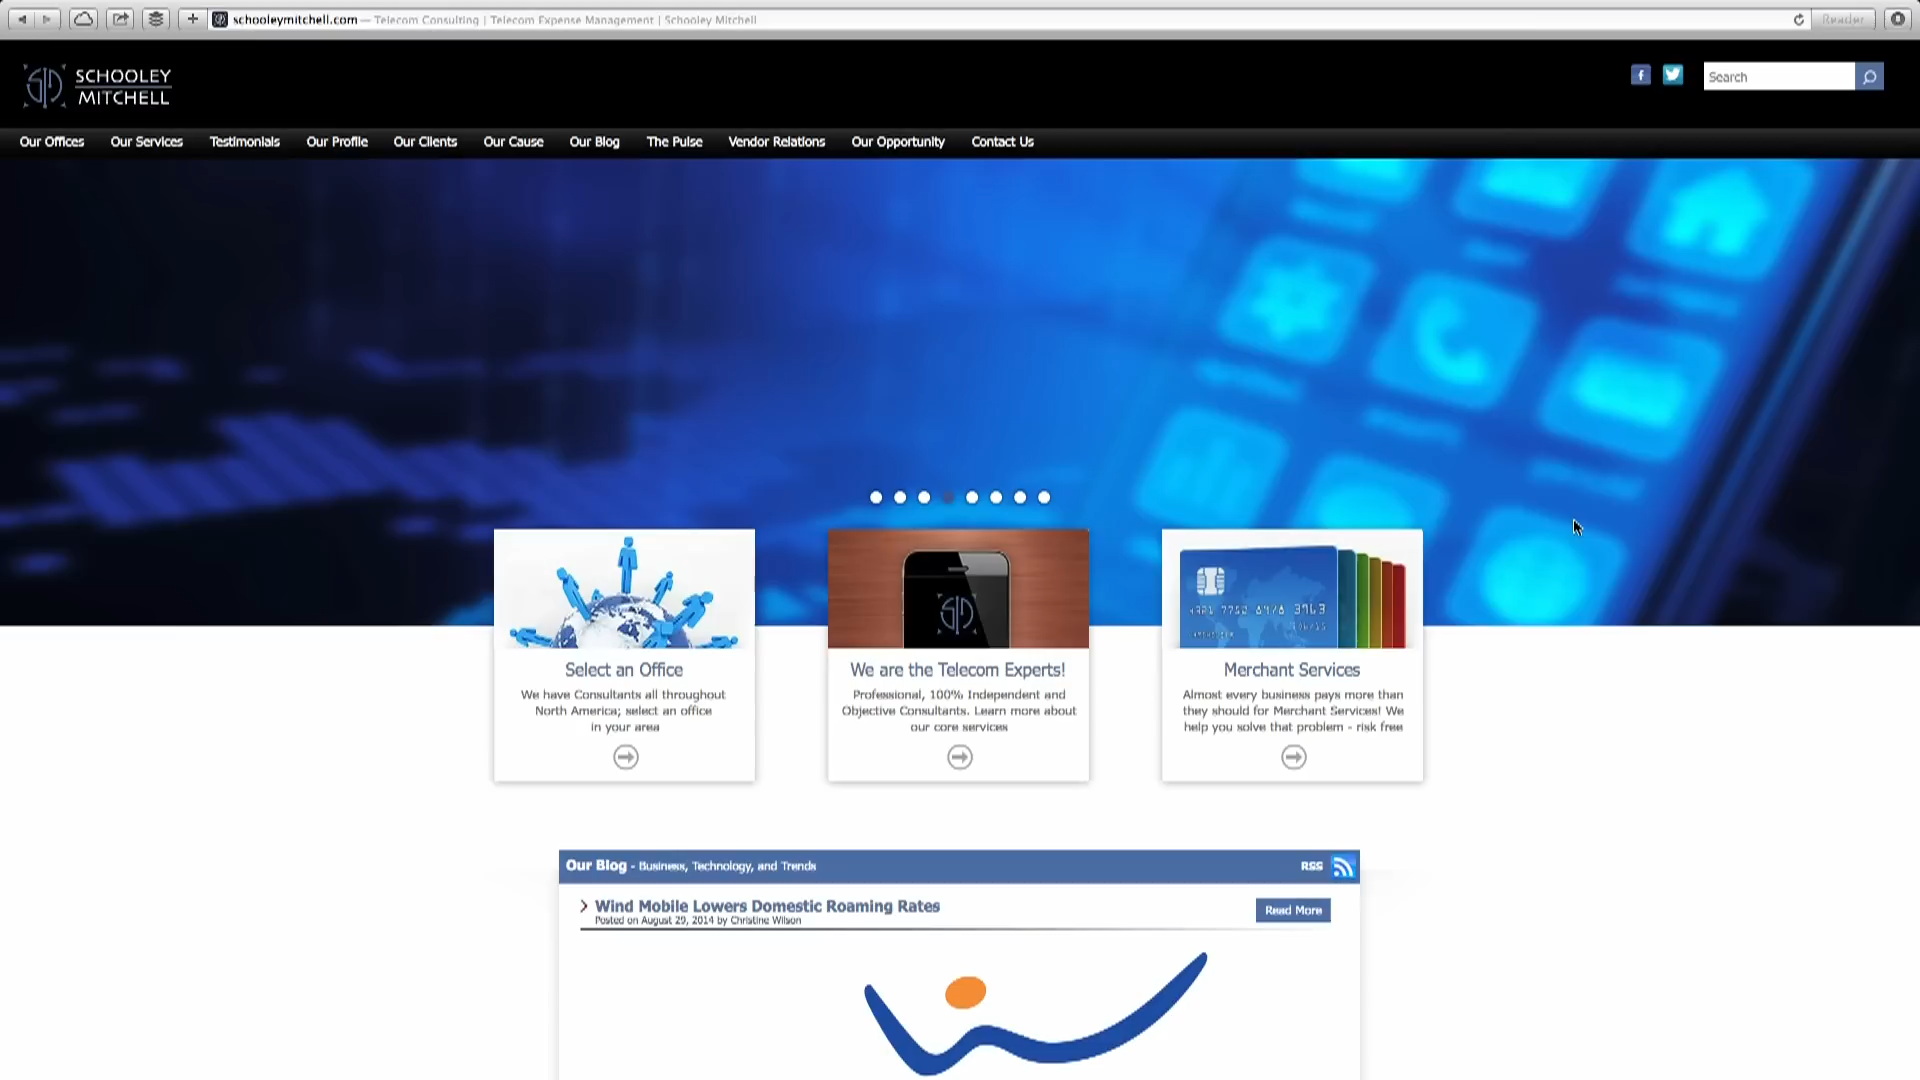 schooleymitchell.com — Telecom Consulting | Telecom Expense Management | Schooley Mitchell
Reader
SCHOOLEY
MITCHELL
Search
Our Offices Our Services Testimonials Our Profile Our Clients Our Cause Our Blog The Pulse Vendor Relations Our Opportunity Contact Us
Select an Office
We have Consultants all throughout
North America; select an office
in your area
We are the Telecom Experts!
Professional, 100% Independent and
Objective Consultants. Learn more about
our core services
Merchant Services
Almost every business pays more than
they should for Merchant Services! We
help you solve that problem - risk free
Our Blog - Business, Technology, and Trends
RSS
Wind Mobile Lowers Domestic Roaming Rates
Posted on August 29, 2014 by Christine Wilson
Read More